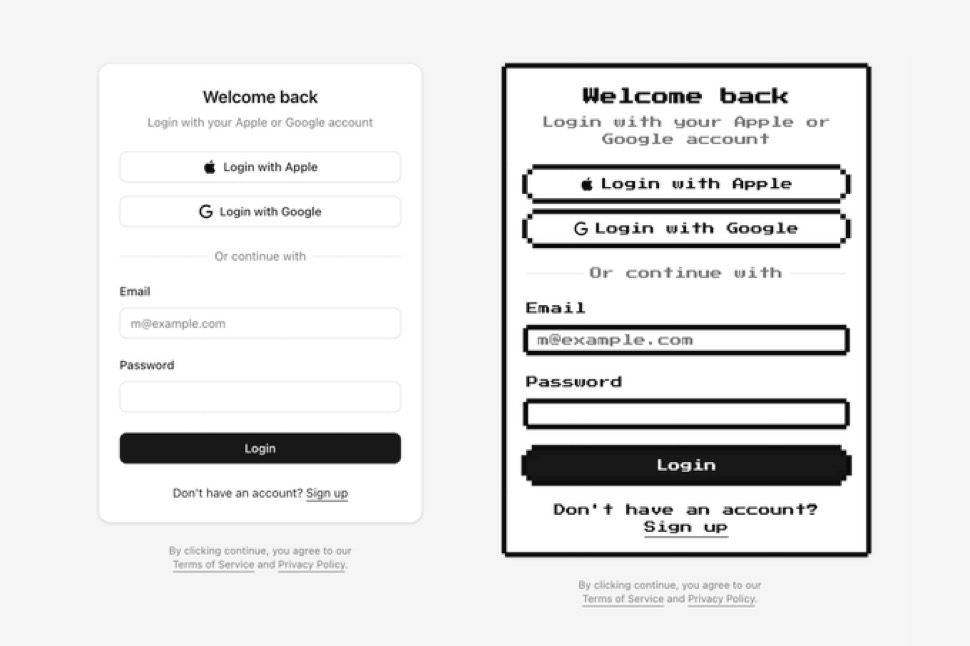 Welcome back
Login with your Apple or Google account
Login with Apple
Login with Google
Or continue with
Email
m@example.com
Password
Login
Don't have an account? Sign up
By clicking continue, you agree to our
Terms of Service and Privacy Policy.
Welcome back
Login with your Apple or
Google account
Login with Apple
Login with Google
Or continue with
Email
m@example.com
Password
Login
Don't have an account?
Sign up
By clicking continue, you agree to our
Terms of Service and Privacy Policy.